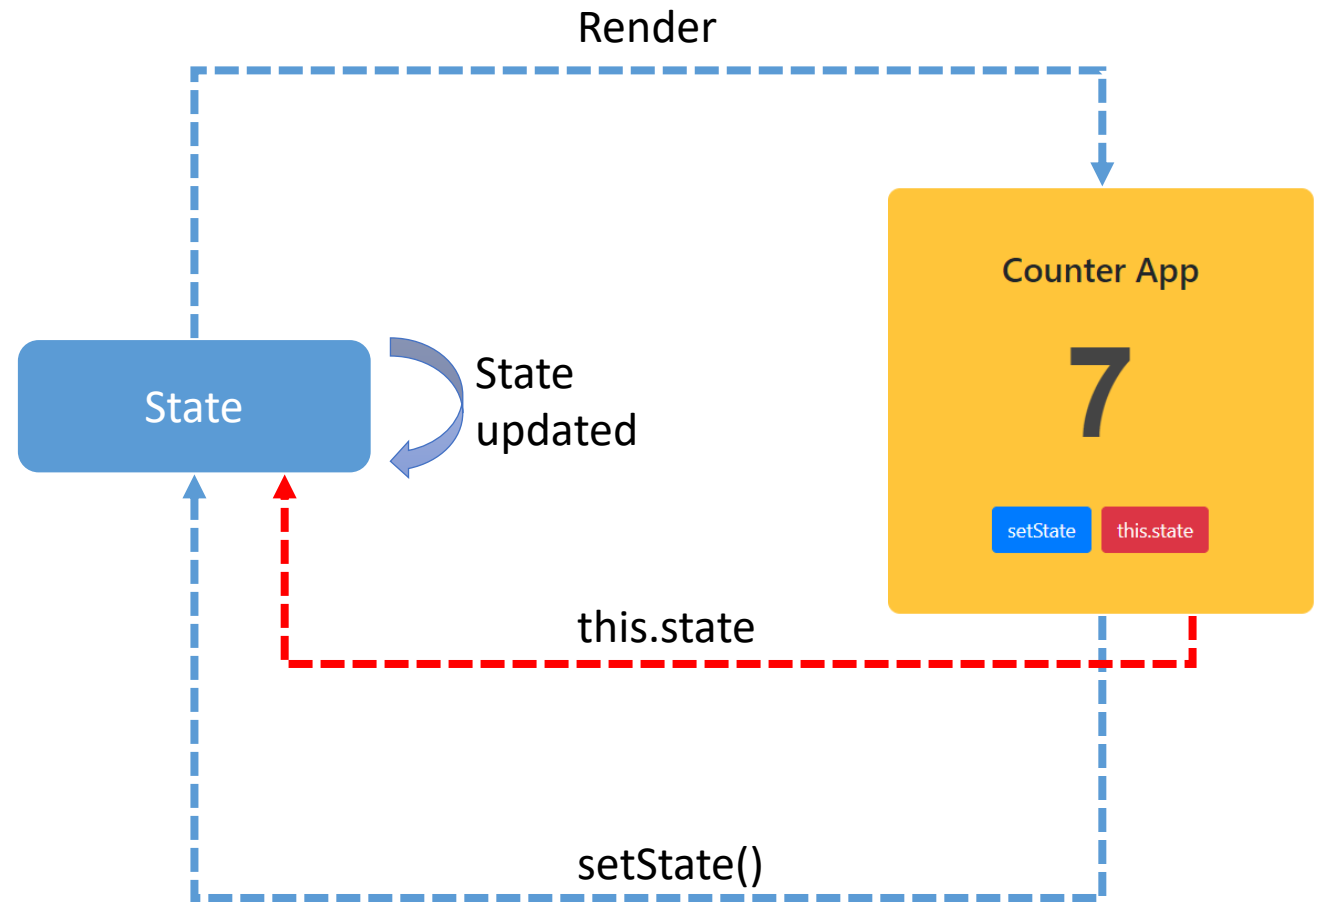 Render
Counter App
7
State
State
updated
setState
this.state
this.state
setState()